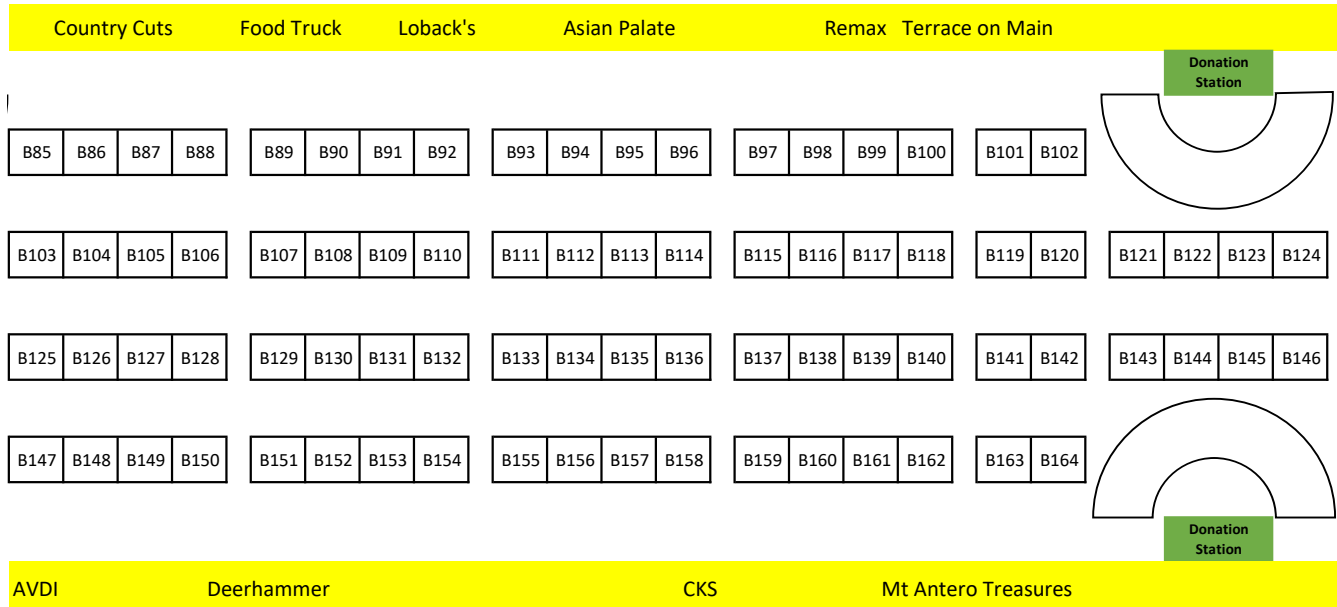 Country Cuts Food Truck Loback's Asian Palate Remax Terrace on Main
Donation
Station
B85 B86 B87 B88 B89 B90 B91 B92 B93 B94 B95 B96 B97 B98 B99 B100 B101 B102
B103 B104 B105 B106 B107 B108 B109 B110 B111 B112 B113 B114 B115 B116 B117 B118 B119 B120 B121 B122 B123 B124
B125 B126 B127 B128 B129 B130 B131 B132 B133 B134 B135 B136 B137 B138 B139 B140 B141 B142 B143 B144 B145 B146
B147 B148 B149 B150 B151 B152 B153 B154 B155 B156 B157 B158 B159 B160 B161 B162 B163 B164
Donation
Station
AVDI Deerhammer CKS Mt Antero Treasures